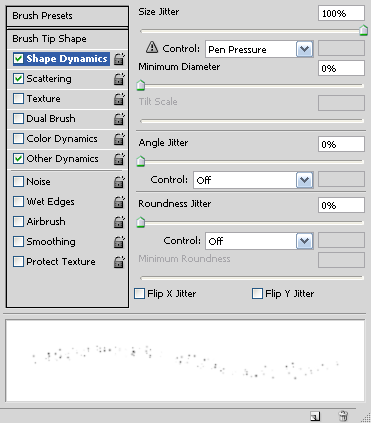 Brush Presets
Brush Tip Shape
Shape Dynamics
Scattering
Texture
Dual Brush
Color Dynamics
Other Dynamics
Noise
Wet Edges
Airbrush
Smoothing
Protect Texture
Size Jitter 100%
Control: Pen Pressure
Minimum Diameter 0%
Tilt Scale
Angle Jitter 0%
Control: Off
Roundness Jitter 0%
Control: Off
Minimum Roundness
Flip X Jitter Flip Y Jitter